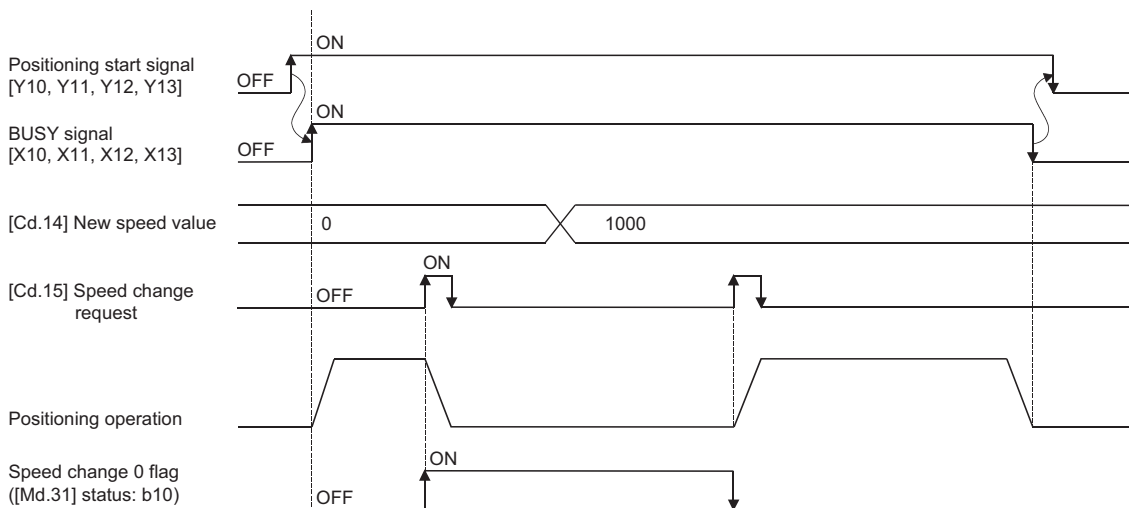 ON
Positioning start signal
[Y10, Y11, Y12, Y13]
OFF
ON
BUSY signal
[X10, X11, X12, X13]
OFF
[Cd.14] New speed value
0
1000
ON
[Cd.15] Speed change
request
OFF
Positioning operation
ON
Speed change 0 flag
([Md.31] status: b10)
OFF